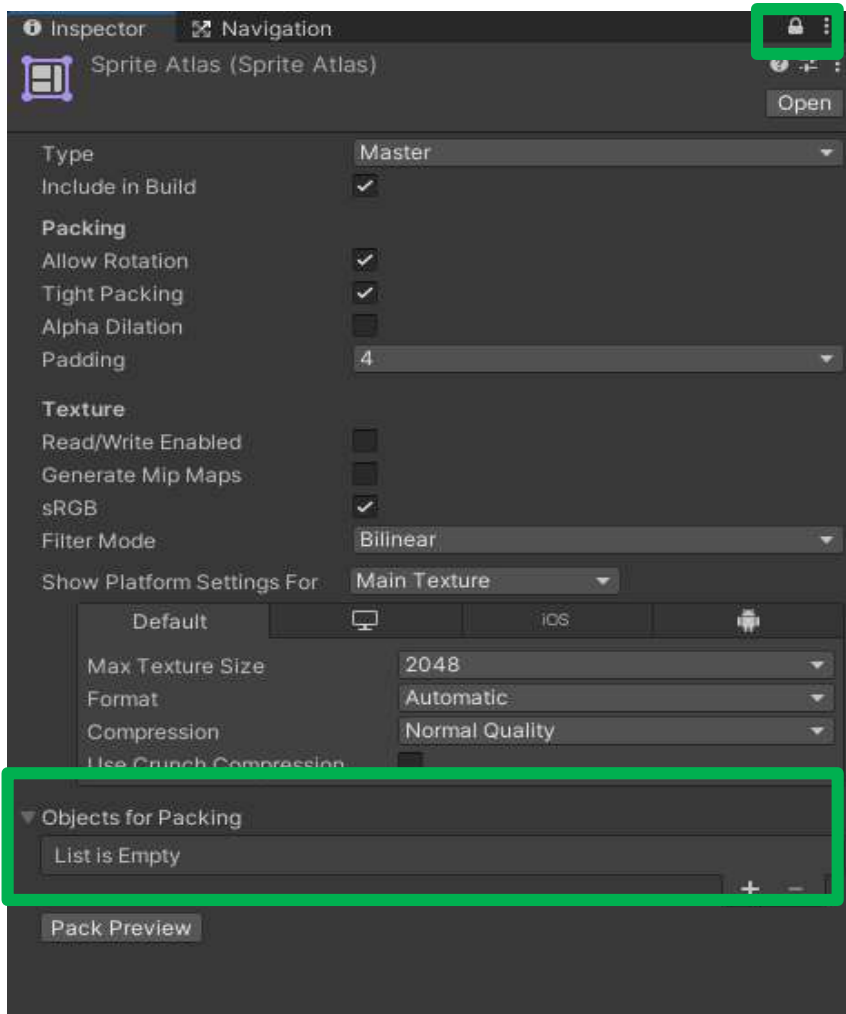 Inspector Navigation
Sprite Atlas (Sprite Atlas)
Open
Type Master
Include in Build
Packing
Allow Rotation
Tight Packing
Alpha Dilation
Padding 4
Texture
Read/Write Enabled
Generate Mip Maps
sRGB
Filter Mode Bilinear
Show Platform Settings For Main Texture
Default iOS
Max Texture Size 2048
Format Automatic
Compression Normal Quality
Use Crunch Compression
Objects for Packing
List is Empty
Pack Preview